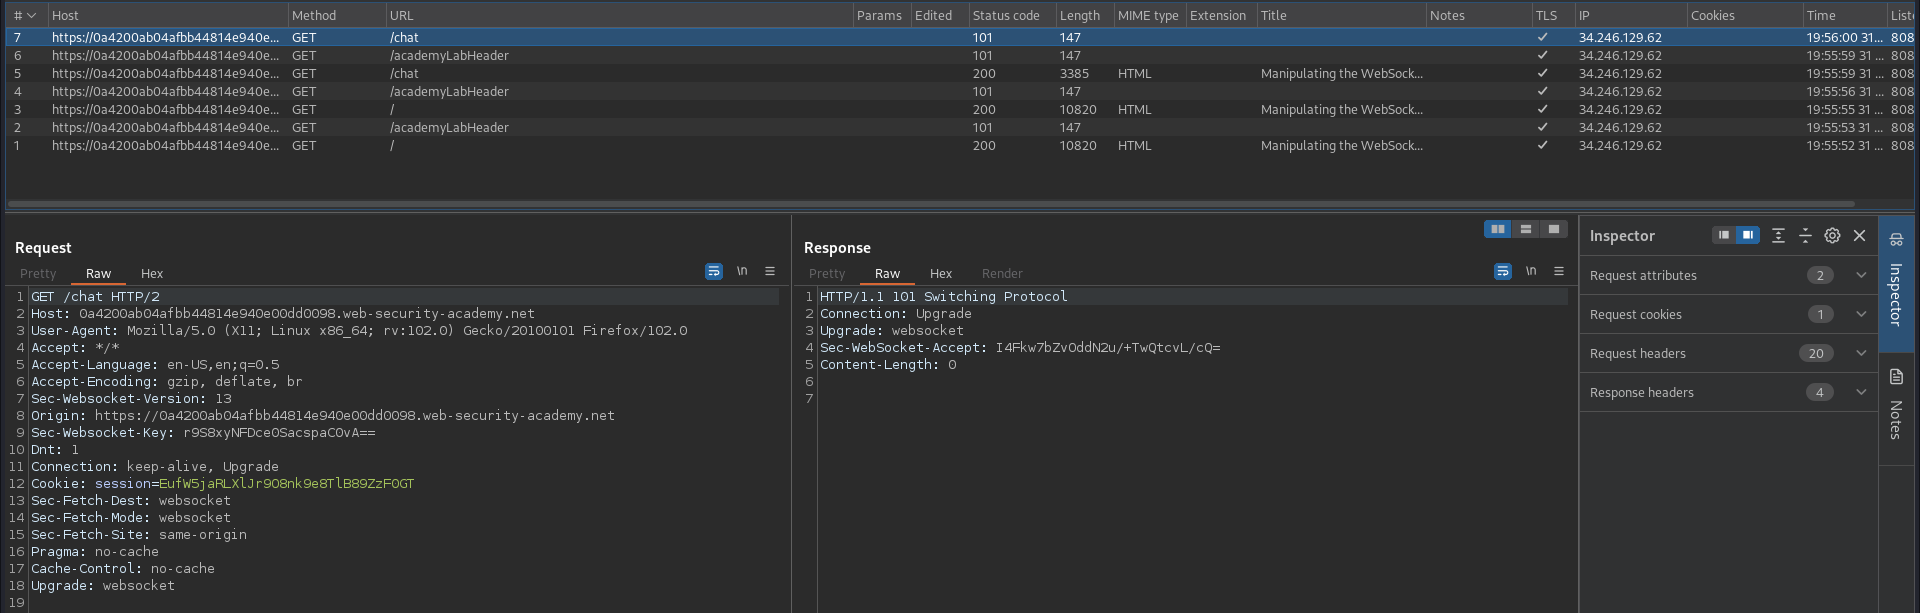 # Host Method URL Params Edited Status code Length MIME type Extension Title Notes TLS IP Cookies Time Liste
7 https://0a4200ab04afbb44814e940e... GET /chat 101 147 ✓ 34.246.129.62 19:56:00 31... 808
6 https://0a4200ab04afbb44814e940e... GET /academyLabHeader 101 147 ✓ 34.246.129.62 19:55:59 31 ... 808
5 https://0a4200ab04afbb44814e940e... GET /chat 200 3385 HTML Manipulating the WebSock... ✓ 34.246.129.62 19:55:59 31 ... 808
4 https://0a4200ab04afbb44814e940e... GET /academyLabHeader 101 147 ✓ 34.246.129.62 19:55:56 31 ... 808
3 https://0a4200ab04afbb44814e940e... GET / 200 10820 HTML Manipulating the WebSock... ✓ 34.246.129.62 19:55:55 31 ... 808
2 https://0a4200ab04afbb44814e940e... GET /academyLabHeader 101 147 ✓ 34.246.129.62 19:55:53 31 ... 808
1 https://0a4200ab04afbb44814e940e... GET / 200 10820 HTML Manipulating the WebSock... ✓ 34.246.129.62 19:55:52 31 ... 808
Request
Pretty Raw Hex \n
1 GET /chat HTTP/2
2 Host: 0a4200ab04afbb44814e940e00dd0098.web-security-academy.net
3 User-Agent: Mozilla/5.0 (X11; Linux x86_64; rv:102.0) Gecko/20100101 Firefox/102.0
4 Accept: */*
5 Accept-Language: en-US,en;q=0.5
6 Accept-Encoding: gzip, deflate, br
7 Sec-Websocket-Version: 13
8 Origin: https://0a4200ab04afbb44814e940e00dd0098.web-security-academy.net
9 Sec-Websocket-Key: r9S8xyNFDce0SacspaC0vA==
10 Dnt: 1
11 Connection: keep-alive, Upgrade
12 Cookie: session=EufW5jaRLXlJr9O8nk9e8TlB89ZzF0GT
13 Sec-Fetch-Dest: websocket
14 Sec-Fetch-Mode: websocket
15 Sec-Fetch-Site: same-origin
16 Pragma: no-cache
17 Cache-Control: no-cache
18 Upgrade: websocket
19
Response
Pretty Raw Hex Render \n
1 HTTP/1.1 101 Switching Protocol
2 Connection: Upgrade
3 Upgrade: websocket
4 Sec-WebSocket-Accept: I4Fkw7bZvOddN2u/+TwQtcvL/cQ=
5 Content-Length: 0
6
7
Inspector
Request attributes 2
Request cookies 1
Request headers 20
Response headers 4
Inspector
Notes